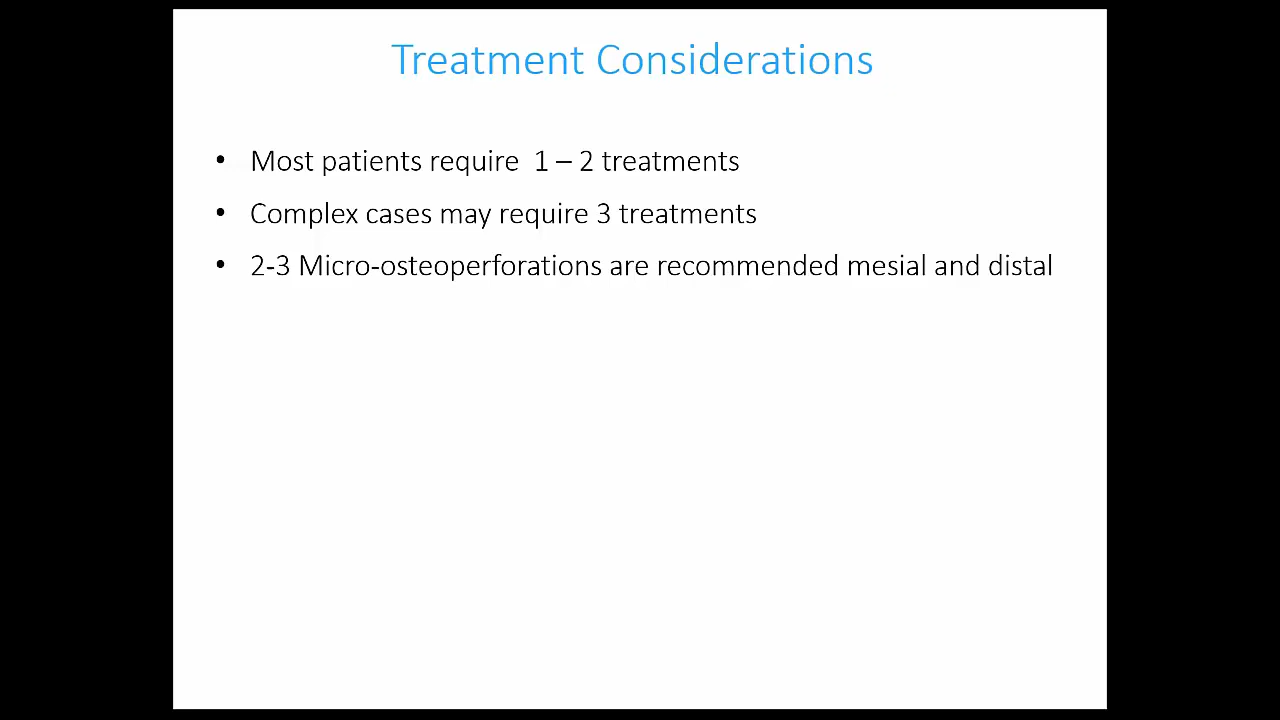 Treatment Considerations
• Most patients require  1 – 2 treatments
• Complex cases may require 3 treatments
• 2-3 Micro-osteoperforations are recommended mesial and distal